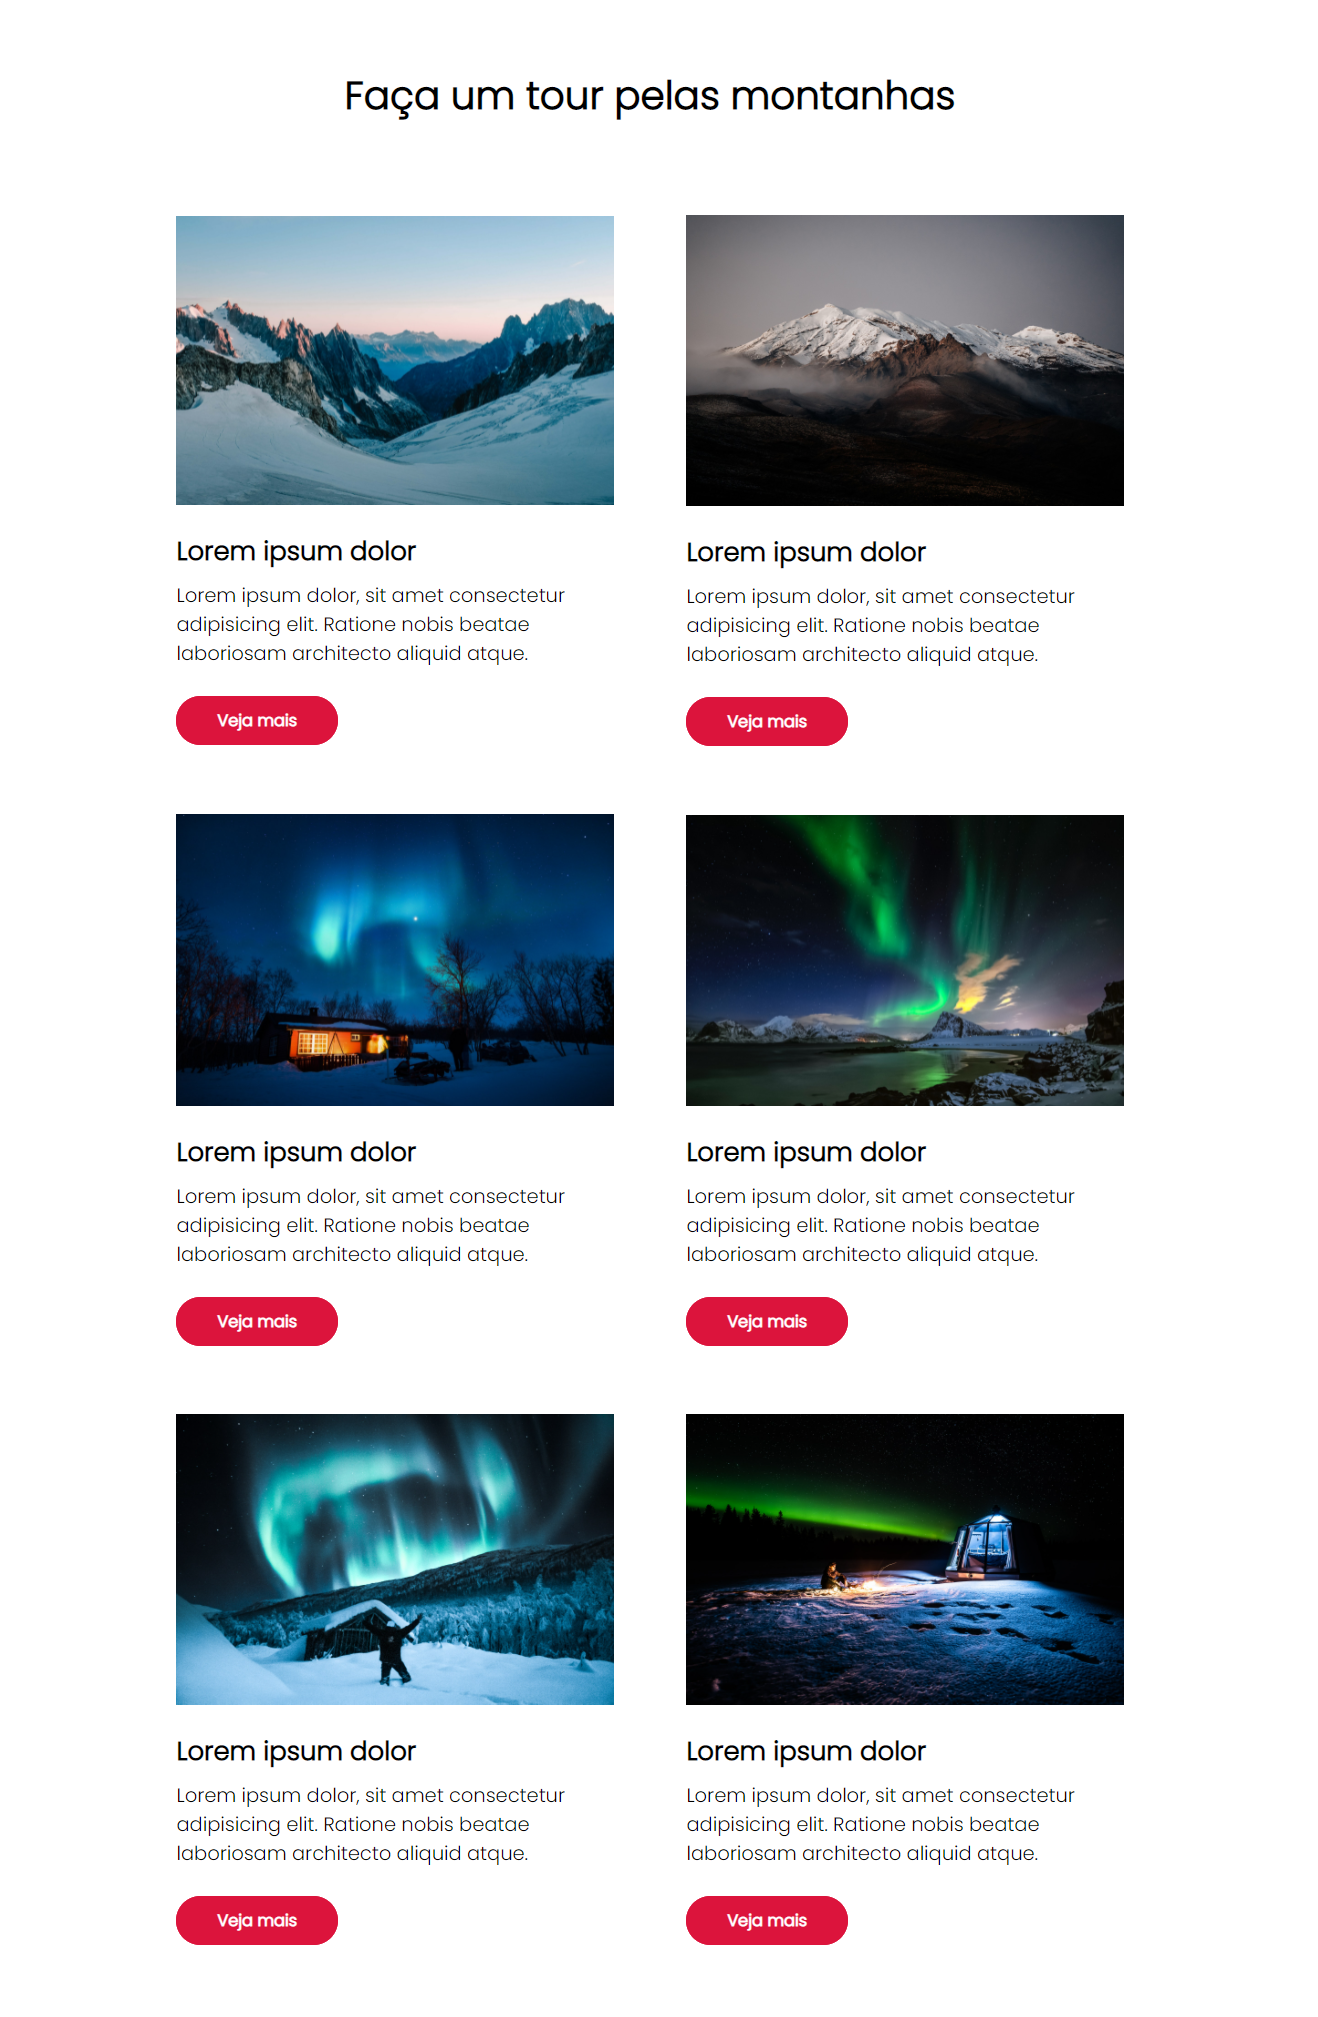 Faça um tour pelas montanhas
Lorem ipsum dolor
Lorem ipsum dolor, sit amet consectetur
adipisicing elit. Ratione nobis beatae
laboriosam architecto aliquid atque.
Veja mais
Lorem ipsum dolor
Lorem ipsum dolor, sit amet consectetur
adipisicing elit. Ratione nobis beatae
laboriosam architecto aliquid atque.
Veja mais
Lorem ipsum dolor
Lorem ipsum dolor, sit amet consectetur
adipisicing elit. Ratione nobis beatae
laboriosam architecto aliquid atque.
Veja mais
Lorem ipsum dolor
Lorem ipsum dolor, sit amet consectetur
adipisicing elit. Ratione nobis beatae
laboriosam architecto aliquid atque.
Veja mais
Lorem ipsum dolor
Lorem ipsum dolor, sit amet consectetur
adipisicing elit. Ratione nobis beatae
laboriosam architecto aliquid atque.
Veja mais
Lorem ipsum dolor
Lorem ipsum dolor, sit amet consectetur
adipisicing elit. Ratione nobis beatae
laboriosam architecto aliquid atque.
Veja mais